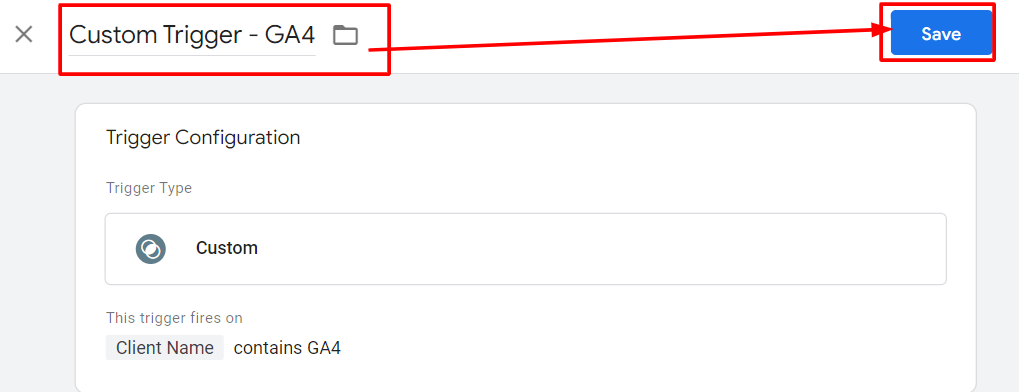 Custom Trigger - GA4
Save
Trigger Configuration
Trigger Type
Custom
This trigger fires on
Client Name contains GA4